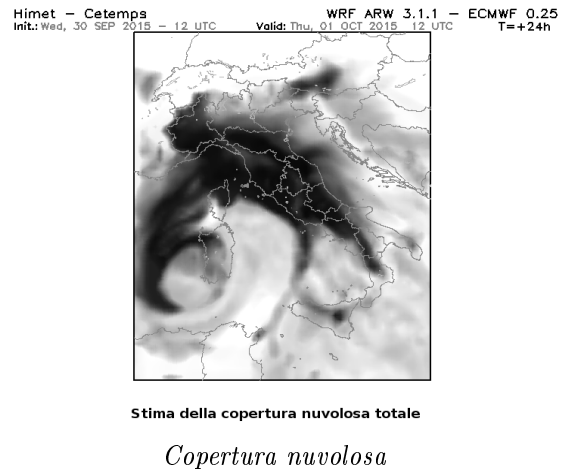 Himet – Cetemps WRF ARW 3.1.1 – ECMWF 0.25
Init.: Wed, 30 SEP 2015 – 12 UTC Valid: Thu, 01 OCT 2015 12 UTC T=+24h
Stima della copertura nuvolosa totale
Copertura nuvolosa